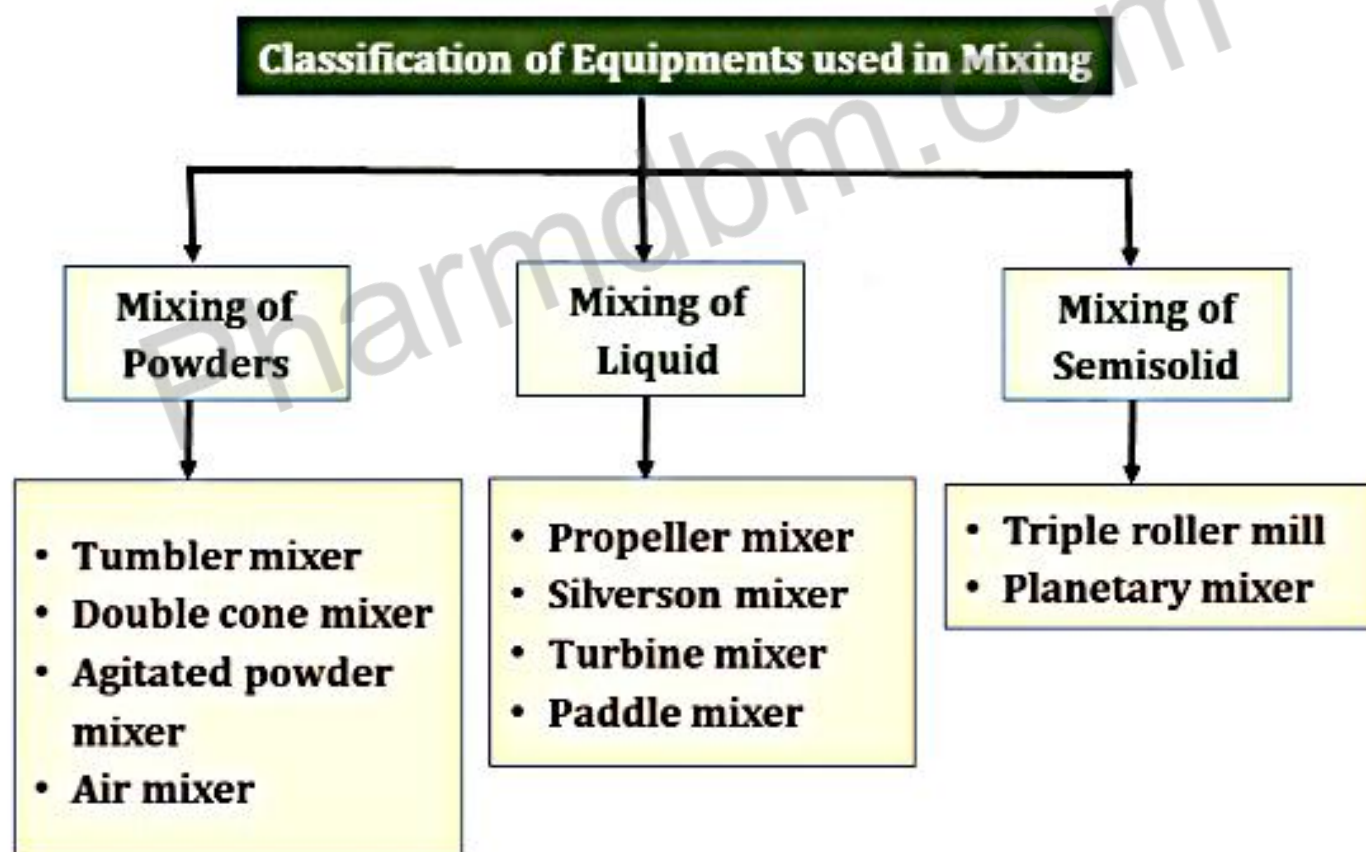 Classification of Equipments used in Mixing
Pharmdbm.com
Mixing of
Powders
Mixing of
Liquid
Mixing of
Semisolid
• Tumbler mixer
• Double cone mixer
• Agitated powder
mixer
• Air mixer
• Propeller mixer
• Silverson mixer
• Turbine mixer
• Paddle mixer
• Triple roller mill
• Planetary mixer